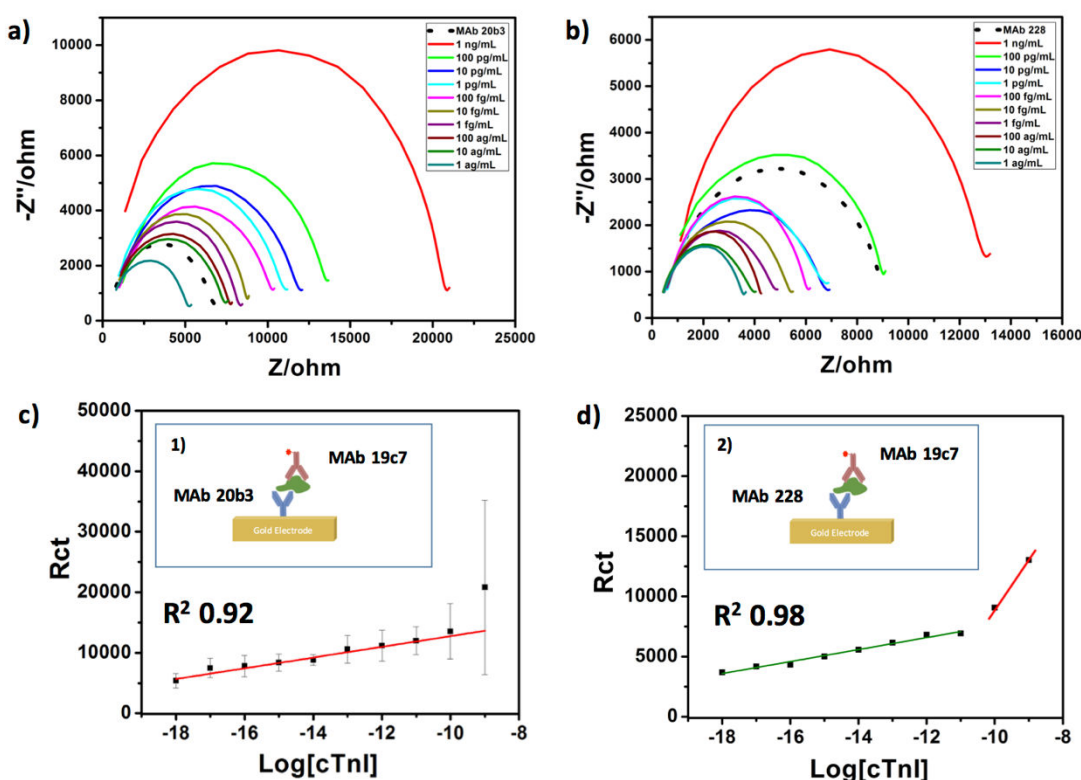 a)
10000
8000
6000
4000
2000
0
-Z"/ohm
0 5000 10000 15000 20000 25000
Z/ohm
MAb 20b3
1 ng/mL
100 pg/mL
10 pg/mL
1 pg/mL
100 fg/mL
10 fg/mL
1 fg/mL
100 ag/mL
10 ag/mL
1 ag/mL
b)
6000
5000
4000
3000
2000
1000
0
-Z"/ohm
0 2000 4000 6000 8000 10000 12000 14000 16000
Z/ohm
MAb 228
1 ng/mL
100 pg/mL
10 pg/mL
1 pg/mL
100 fg/mL
10 fg/mL
1 fg/mL
100 ag/mL
10 ag/mL
1 ag/mL
c)
50000
40000
30000
20000
10000
0
Rct
1)
MAb 19c7
MAb 20b3
Gold Electrode
R² 0.92
-18 -16 -14 -12 -10 -8
Log[cTnI]
d)
25000
20000
15000
10000
5000
0
Rct
2)
MAb 19c7
MAb 228
Gold Electrode
R² 0.98
-18 -16 -14 -12 -10 -8
Log[cTnI]